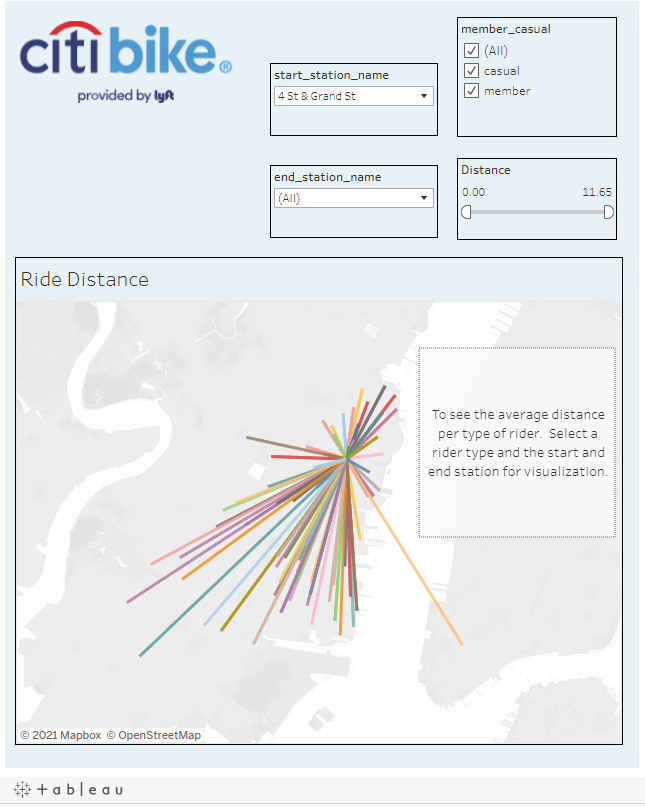 citi bike®
provided by lyft
member_casual
(All)
casual
member
start_station_name
4 St & Grand St
end_station_name
(All)
Distance
0.00 11.65
Ride Distance
To see the average distance
per type of rider. Select a
rider type and the start and
end station for visualization.
© 2021 Mapbox © OpenStreetMap
+ableau